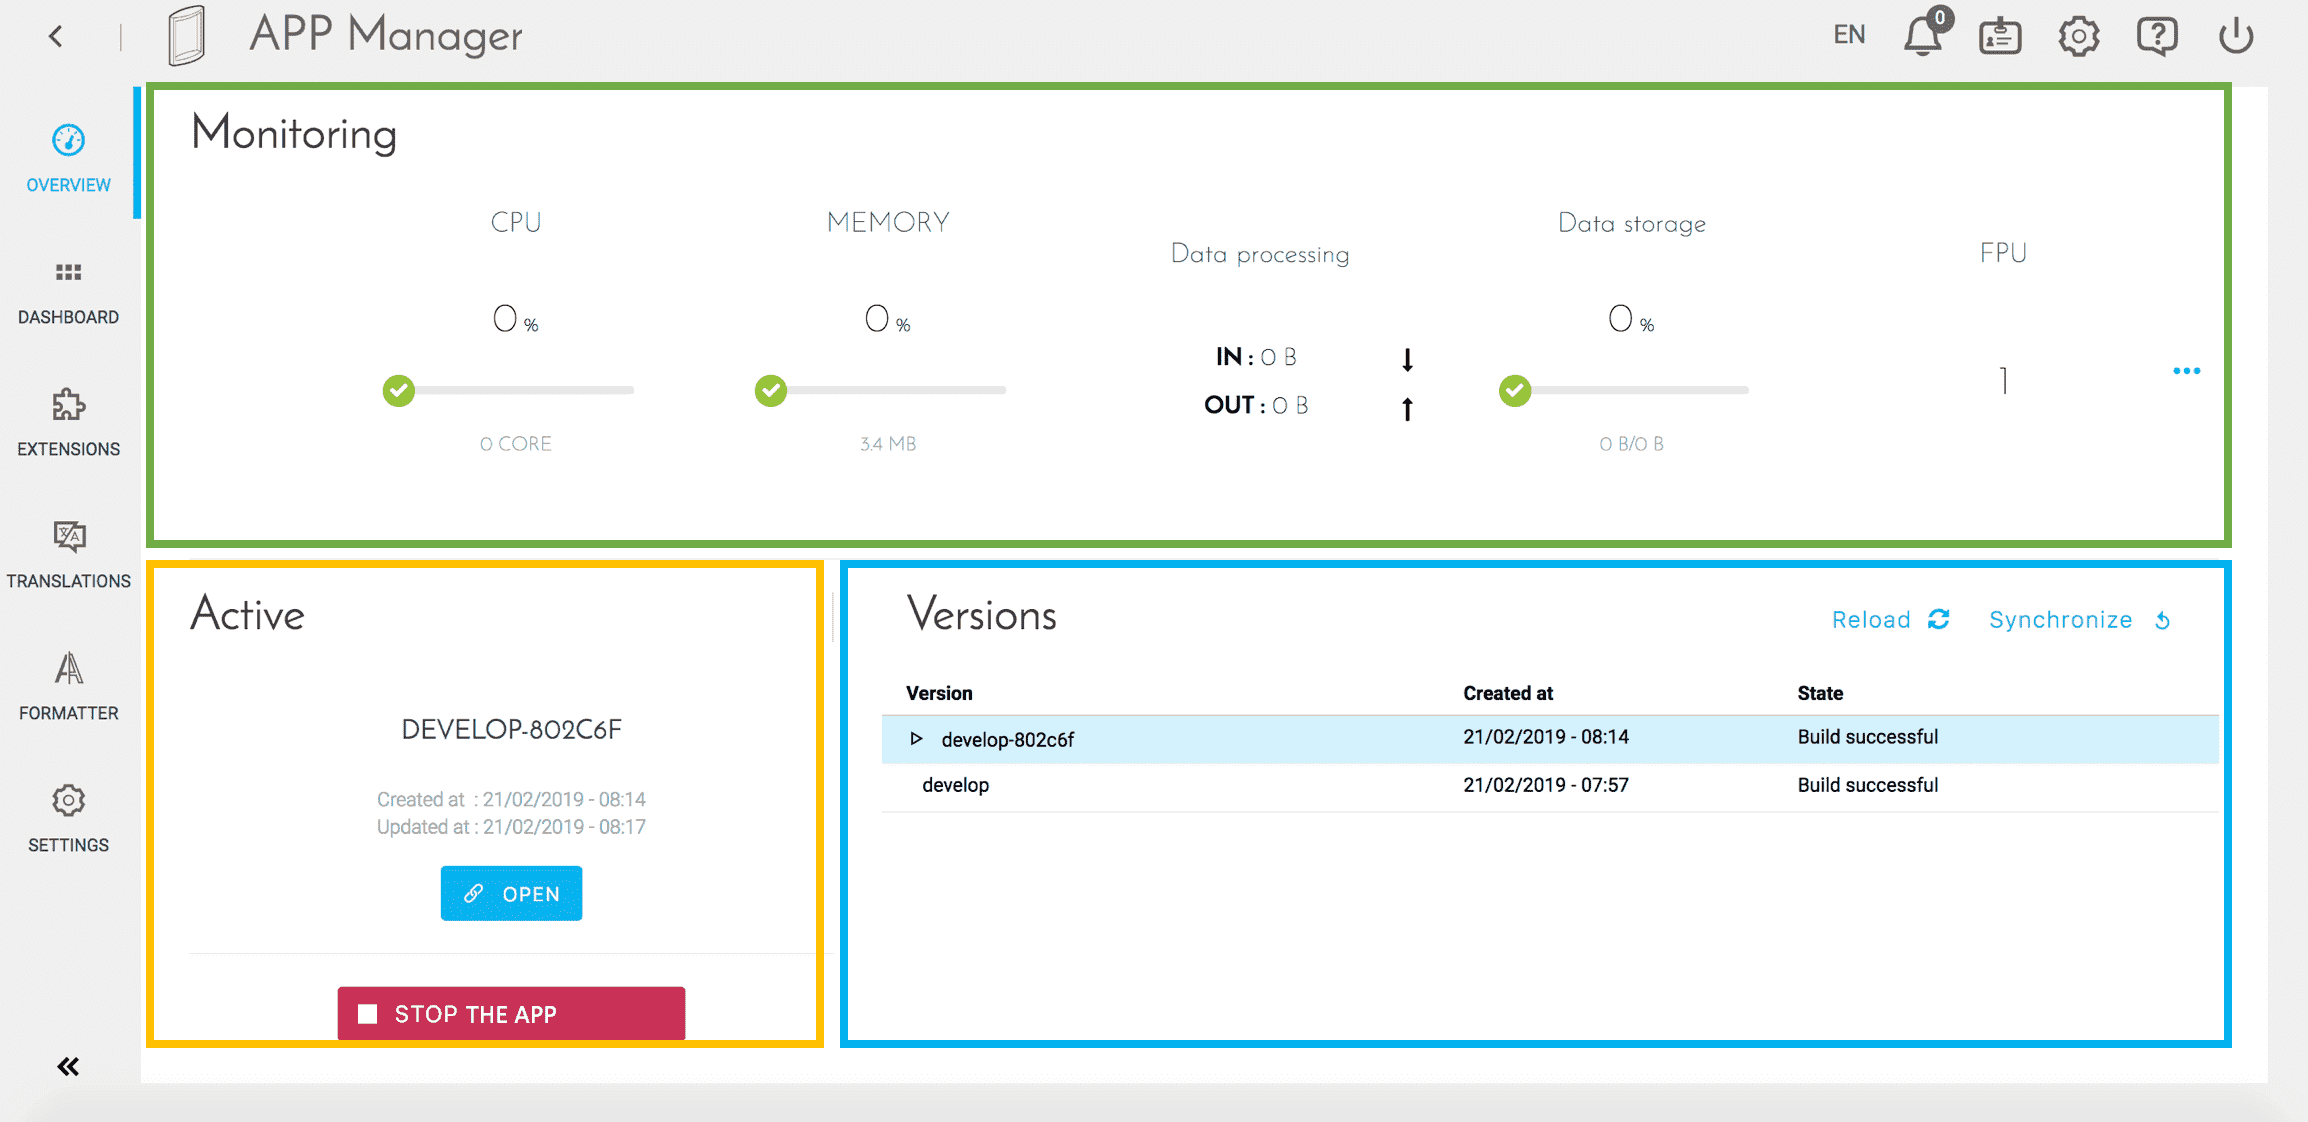 APP Manager
EN
0
OVERVIEW
DASHBOARD
EXTENSIONS
TRANSLATIONS
FORMATTER
SETTINGS
Monitoring
CPU
0 %
0 CORE
MEMORY
0 %
3.4 MB
Data processing
IN : 0 B
OUT : 0 B
Data storage
0 %
0 B/0 B
FPU
1
Active
DEVELOP-802C6F
Created at : 21/02/2019 - 08:14
Updated at : 21/02/2019 - 08:17
OPEN
STOP THE APP
Versions
Reload
Synchronize
Version Created at State
develop-802c6f 21/02/2019 - 08:14 Build successful
develop 21/02/2019 - 07:57 Build successful